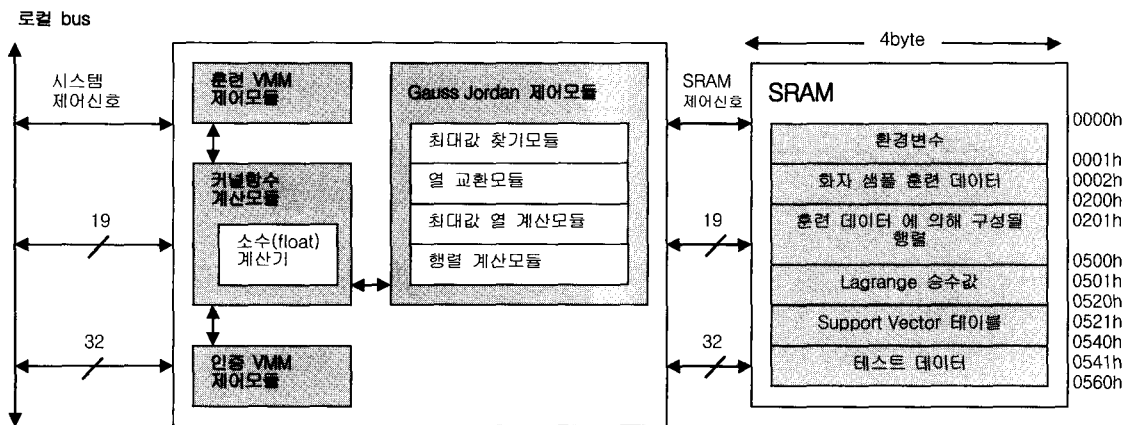 로컬 bus
시스템
제어신호
19
32
훈련 VMM
제어모듈
커널함수
계산모듈
소수(float)
계산기
인증 VMM
제어모듈
Gauss Jordan 제어모듈
최대값 찾기모듈
열 교환모듈
최대값 열 계산모듈
행렬 계산모듈
SRAM
제어신호
19
32
4byte
SRAM
환경변수
화자 샘플 훈련 데이터
훈련 데이터 에 의해 구성될
행렬
Lagrange 승수값
Support Vector 테이블
테스트 데이터
0000h
0001h
0002h
0200h
0201h
0500h
0501h
0520h
0521h
0540h
0541h
0560h